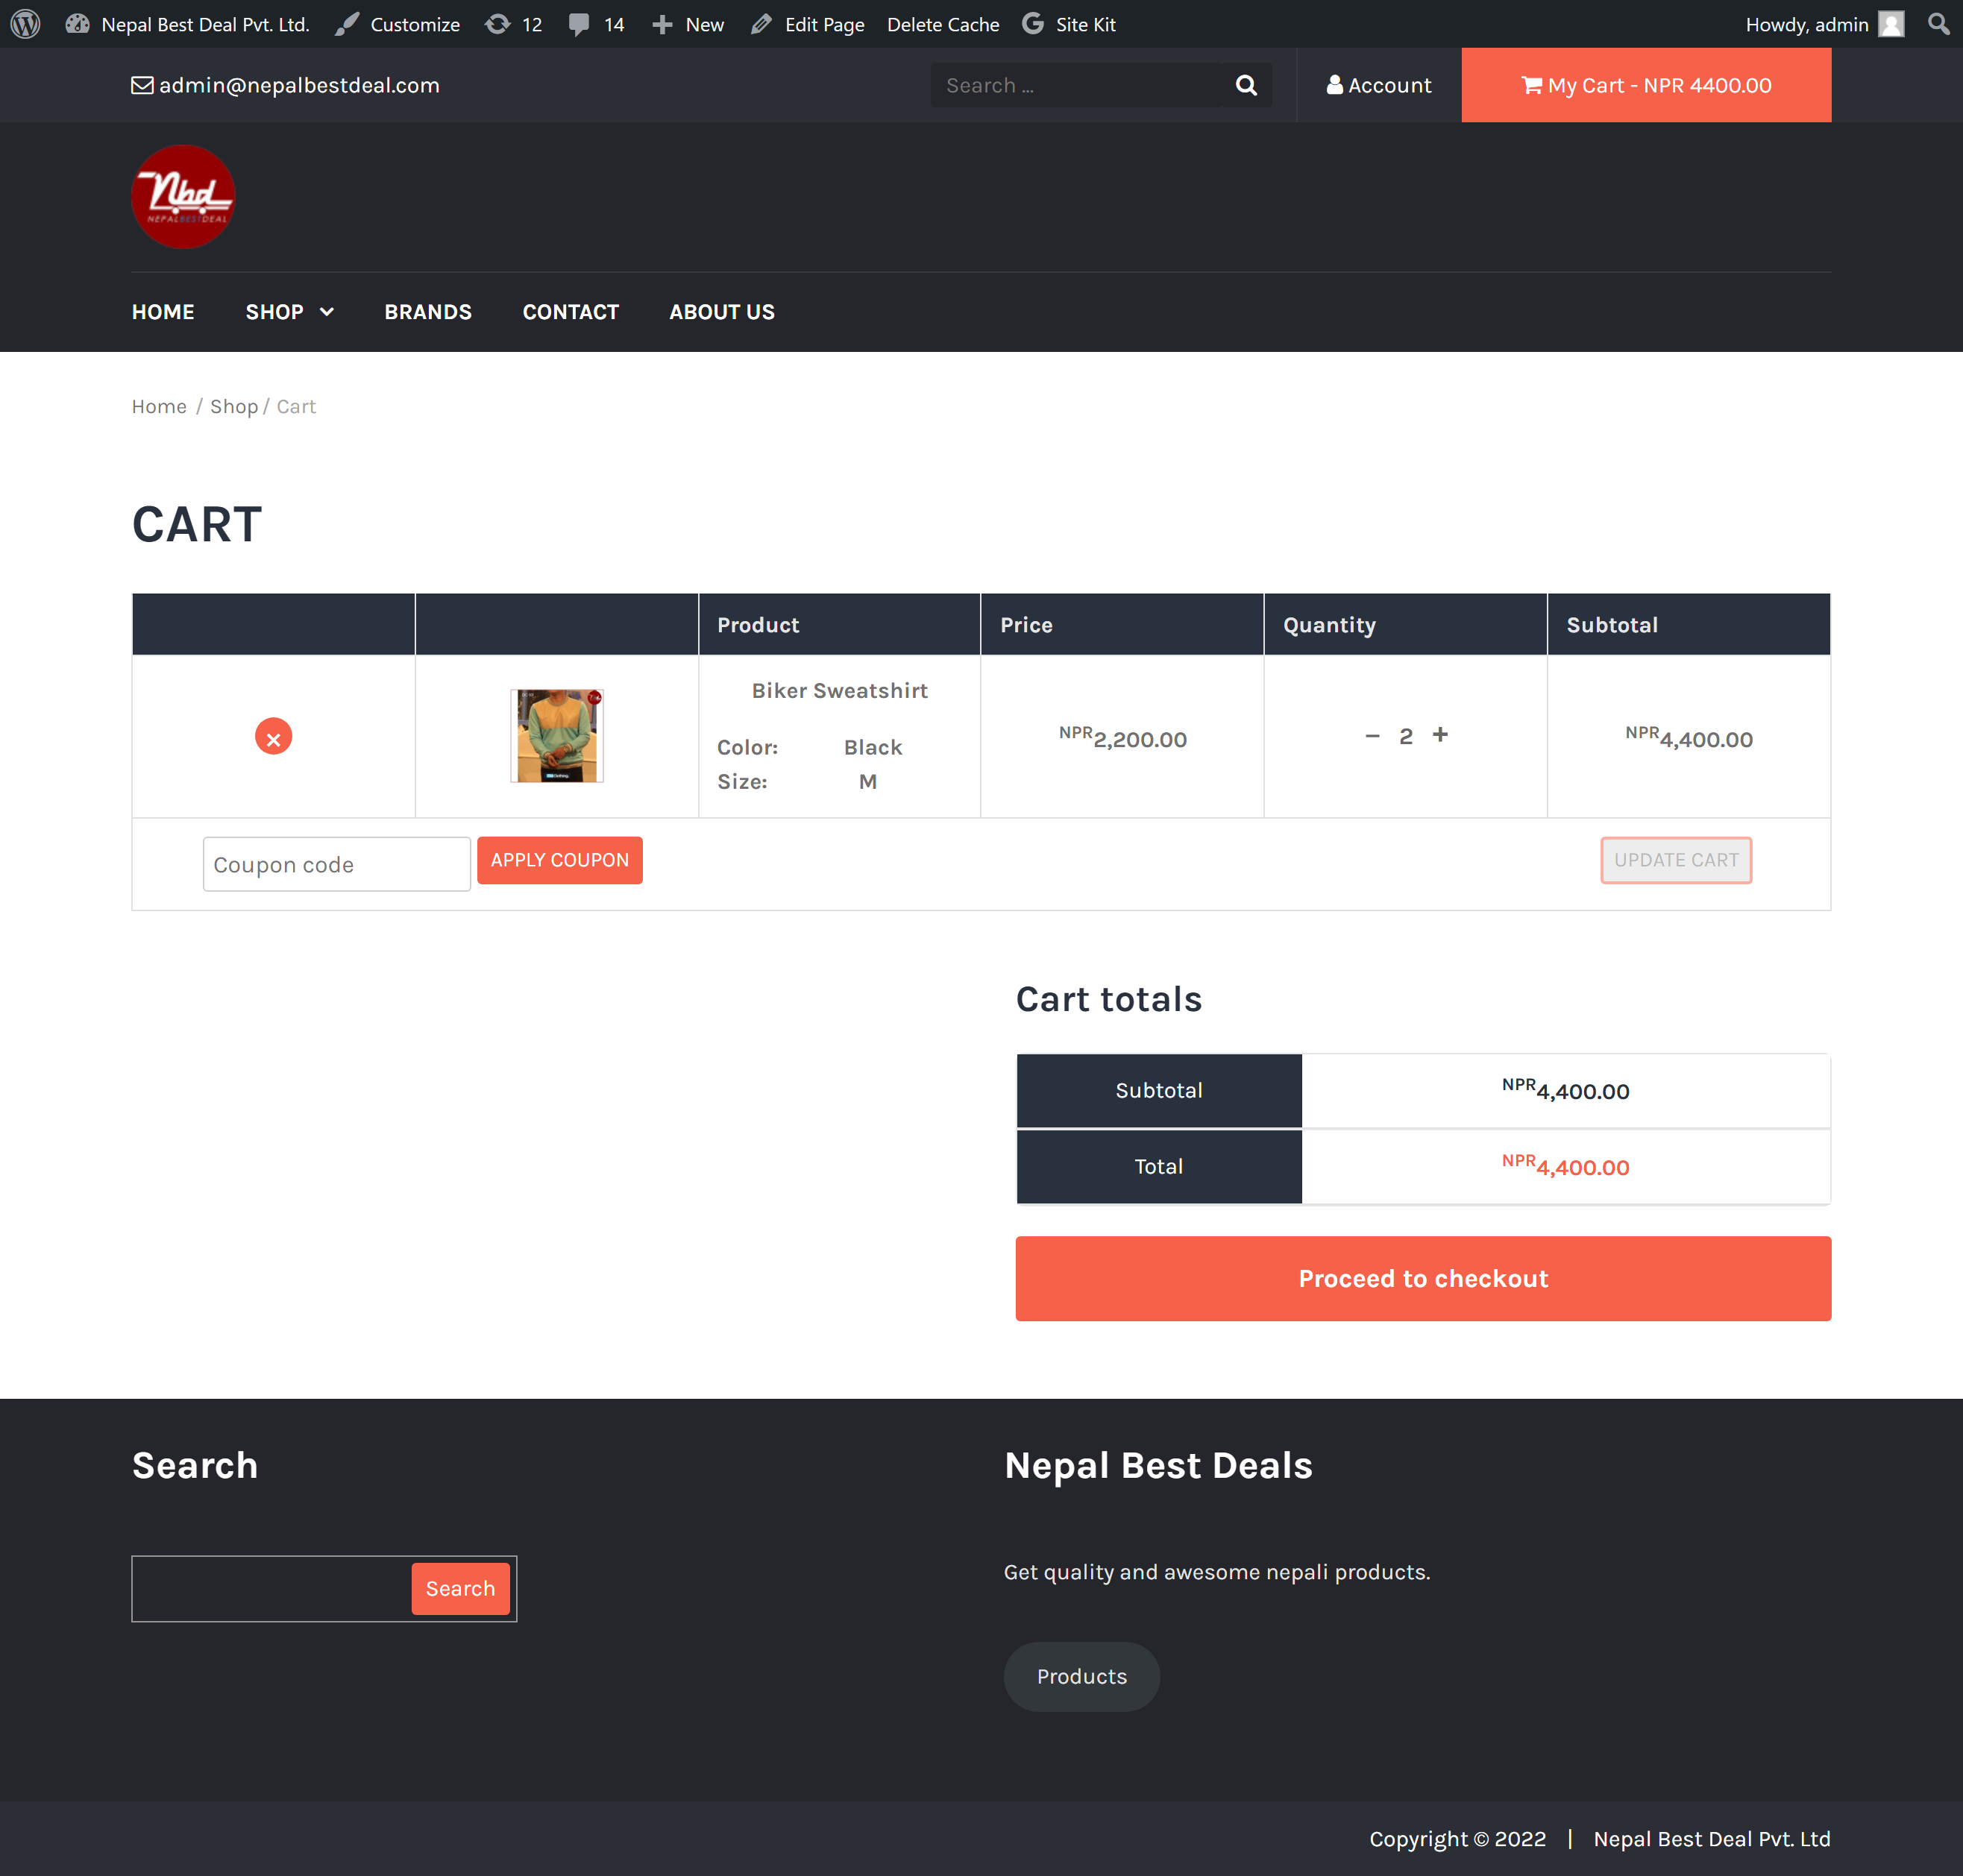 Nepal Best Deal Pvt. Ltd. Customize 12 14 New Edit Page Delete Cache Site Kit Howdy, admin
admin@nepalbestdeal.com Search ... Account My Cart - NPR 4400.00
Nbd
NEPALBESTDEAL
HOME SHOP BRANDS CONTACT ABOUT US
Home / Shop / Cart
CART
Product Price Quantity Subtotal
Biker Sweatshirt
Color: Black
Size: M
NPR2,200.00
− 2 +
NPR4,400.00
Coupon code APPLY COUPON UPDATE CART
Cart totals
Subtotal NPR4,400.00
Total NPR4,400.00
Proceed to checkout
Search
Search
Nepal Best Deals
Get quality and awesome nepali products.
Products
Copyright © 2022 | Nepal Best Deal Pvt. Ltd